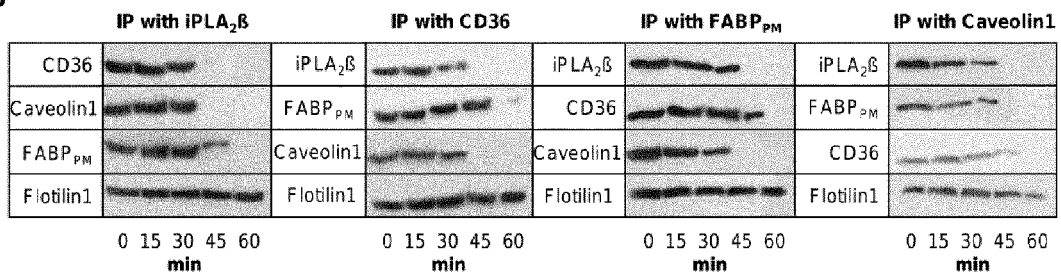 IP with iPLA₂ß IP with CD36 IP with FABPPM IP with Caveolin1
CD36 iPLA₂ß iPLA₂ß iPLA₂ß
Caveolin1 FABPPM CD36 FABPPM
FABPPM Caveolin1 Caveolin1 CD36
Flotilin1 Flotilin1 Flotilin1 Flotilin1
0 15 30 45 60 0 15 30 45 60 0 15 30 45 60 0 15 30 45 60
min min min min